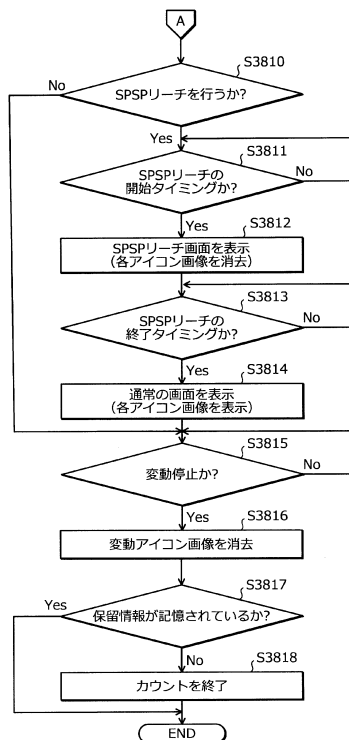 A
S3810
SPSPリーチを行うか?
No
Yes
S3811
SPSPリーチの
開始タイミングか?
No
Yes
S3812
SPSPリーチ画面を表示
(各アイコン画像を消去)
S3813
SPSPリーチの
終了タイミングか?
No
Yes
S3814
通常の画面を表示
(各アイコン画像を表示)
S3815
変動停止か?
No
Yes
S3816
変動アイコン画像を消去
S3817
保留情報が記憶されているか?
Yes
No
S3818
カウントを終了
END